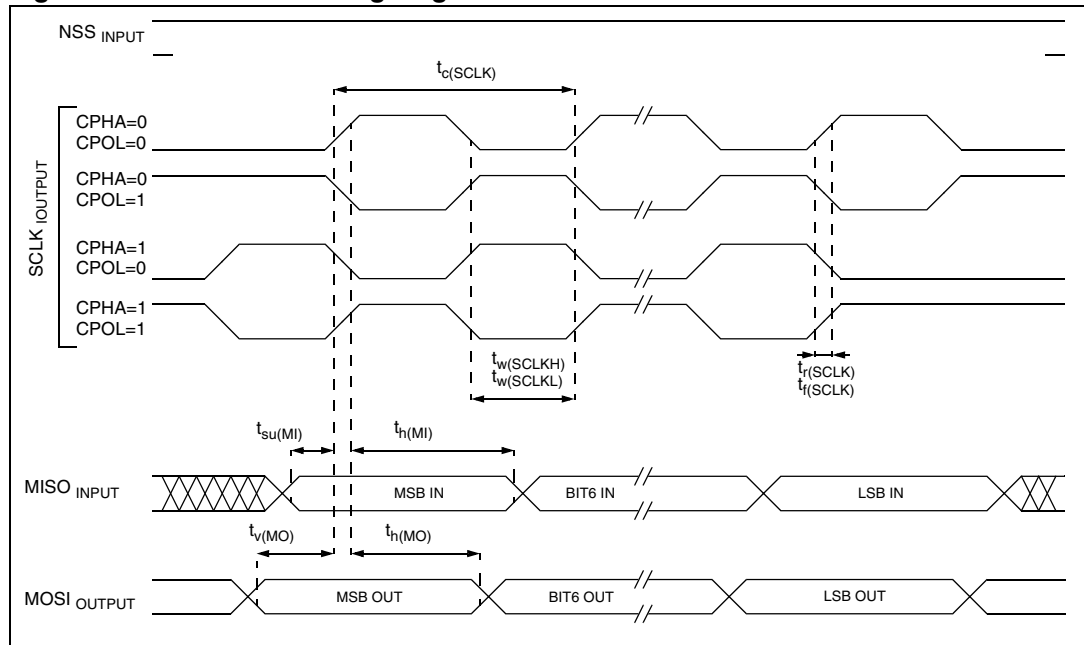 NSS INPUT
tc(SCLK)
SCLK IOUTPUT
CPHA=0
CPOL=0
CPHA=0
CPOL=1
CPHA=1
CPOL=0
CPHA=1
CPOL=1
tw(SCLKH)
tw(SCLKL)
tr(SCLK)
tf(SCLK)
tsu(MI)
th(MI)
MISO INPUT
MSB IN
BIT6 IN
LSB IN
tv(MO)
th(MO)
MOSI OUTPUT
MSB OUT
BIT6 OUT
LSB OUT